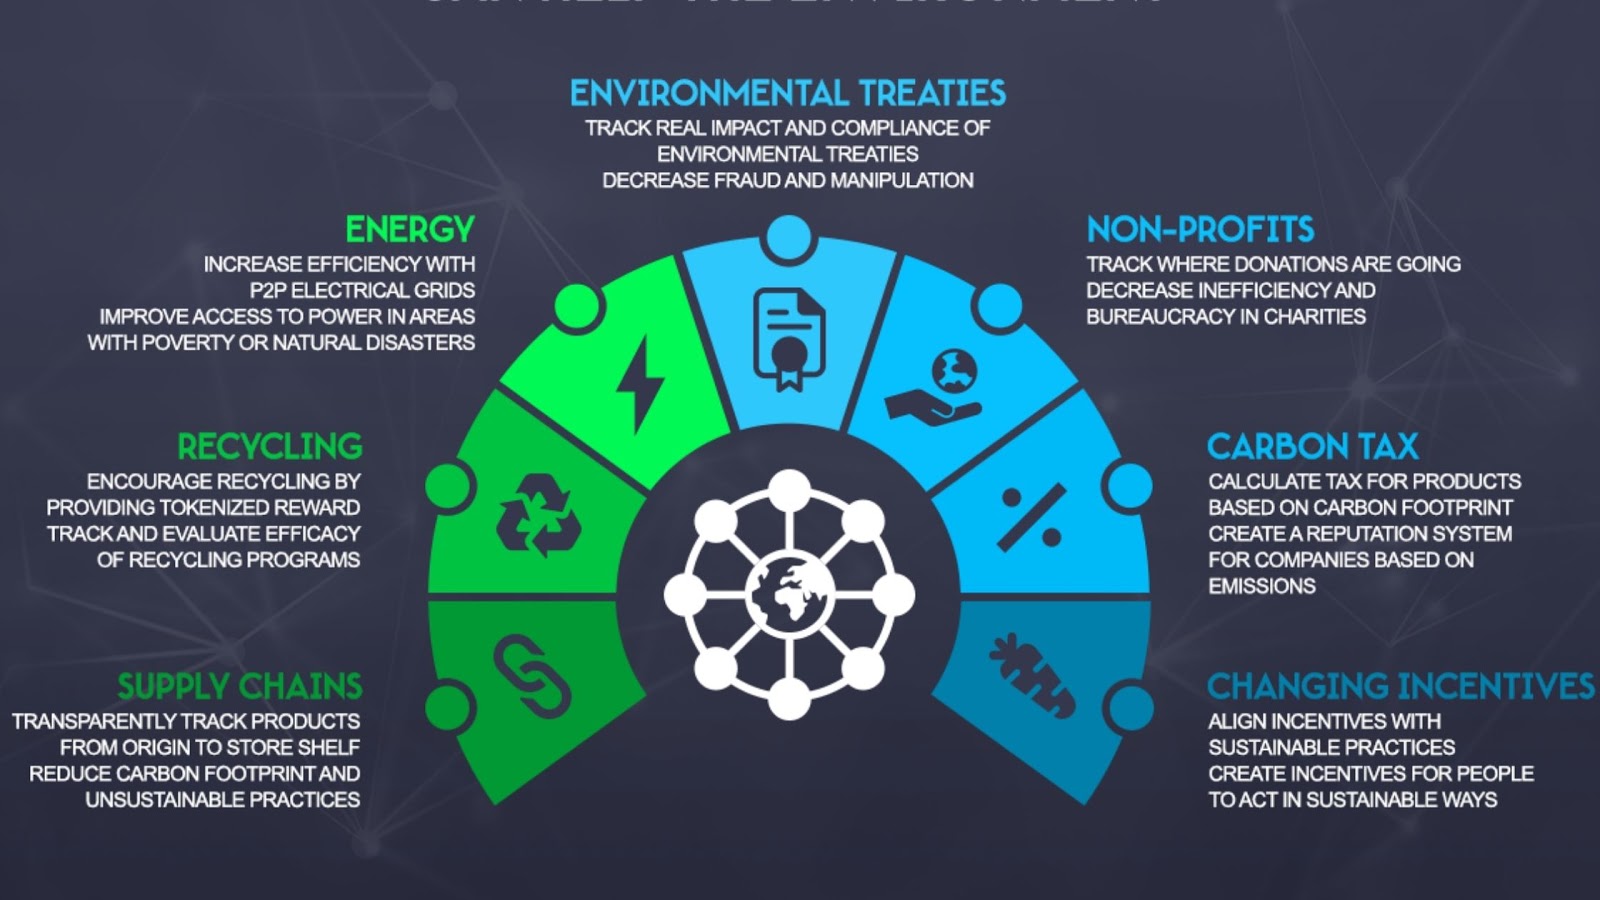 CAN HELP THE ENVIRONMENT
ENVIRONMENTAL TREATIES
TRACK REAL IMPACT AND COMPLIANCE OF
ENVIRONMENTAL TREATIES
DECREASE FRAUD AND MANIPULATION
ENERGY
INCREASE EFFICIENCY WITH
P2P ELECTRICAL GRIDS
IMPROVE ACCESS TO POWER IN AREAS
WITH POVERTY OR NATURAL DISASTERS
NON-PROFITS
TRACK WHERE DONATIONS ARE GOING
DECREASE INEFFICIENCY AND
BUREAUCRACY IN CHARITIES
RECYCLING
ENCOURAGE RECYCLING BY
PROVIDING TOKENIZED REWARD
TRACK AND EVALUATE EFFICACY
OF RECYCLING PROGRAMS
CARBON TAX
CALCULATE TAX FOR PRODUCTS
BASED ON CARBON FOOTPRINT
CREATE A REPUTATION SYSTEM
FOR COMPANIES BASED ON
EMISSIONS
SUPPLY CHAINS
TRANSPARENTLY TRACK PRODUCTS
FROM ORIGIN TO STORE SHELF
REDUCE CARBON FOOTPRINT AND
UNSUSTAINABLE PRACTICES
CHANGING INCENTIVES
ALIGN INCENTIVES WITH
SUSTAINABLE PRACTICES
CREATE INCENTIVES FOR PEOPLE
TO ACT IN SUSTAINABLE WAYS